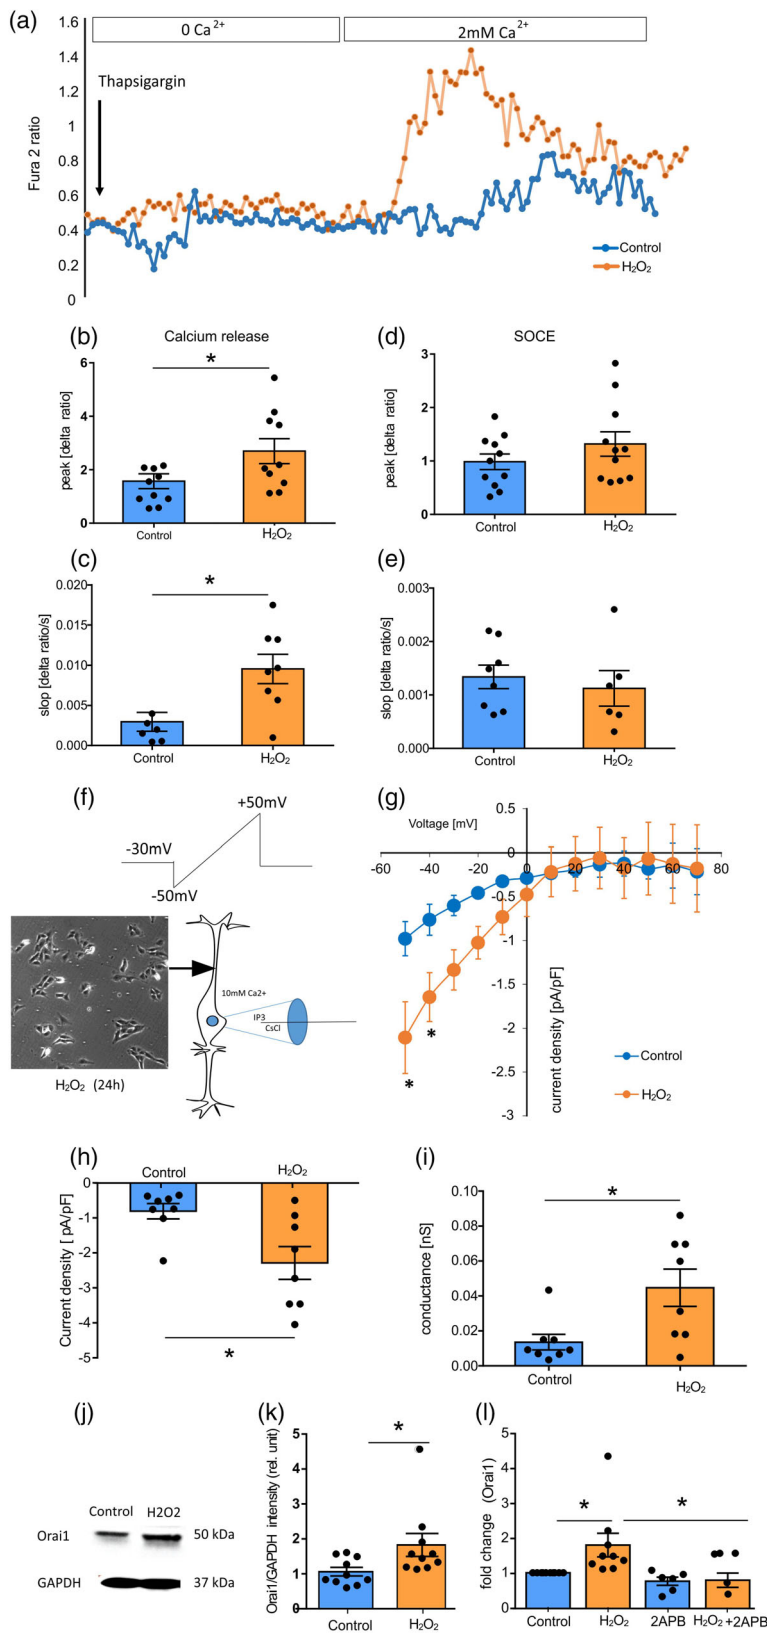 (a)
1.6
1.4
1.2
1
0.8
0.6
0.4
0.2
0
Fura 2 ratio
0 Ca²⁺
2mM Ca²⁺
Thapsigargin
Control
H₂O₂
(b)
Calcium release
*
peak [delta ratio]
6
4
2
0
Control
H₂O₂
(d)
SOCE
peak [delta ratio]
3
2
1
0
Control
H₂O₂
(c)
*
slop [delta ratio/s]
0.020
0.015
0.010
0.005
0.000
Control
H₂O₂
(e)
slop [delta ratio/s]
0.003
0.002
0.001
0.000
Control
H₂O₂
(f)
+50mV
-30mV
-50mV
10mM Ca2+
IP3
CsCl
H₂O₂ (24h)
(g)
Voltage [mV]
-60
-40
-20
0
20
40
60
80
0.5
0
-0.5
-1
-1.5
-2
-2.5
-3
current density [pA/pF]
*
*
Control
H₂O₂
(h)
Control
H₂O₂
Current density [ pA/pF]
0
-1
-2
-3
-4
-5
*
(i)
*
conductance [nS]
0.10
0.08
0.06
0.04
0.02
0.00
Control
H₂O₂
(j)
Control H2O2
Orai1
50 kDa
GAPDH
37 kDa
(k)
*
Orai1/GAPDH intensity (rel. unit)
5
4
3
2
1
0
Control
H₂O₂
(l)
*
*
fold change (Orai1)
5
4
3
2
1
0
Control
H₂O₂
2APB
H₂O₂ +2APB